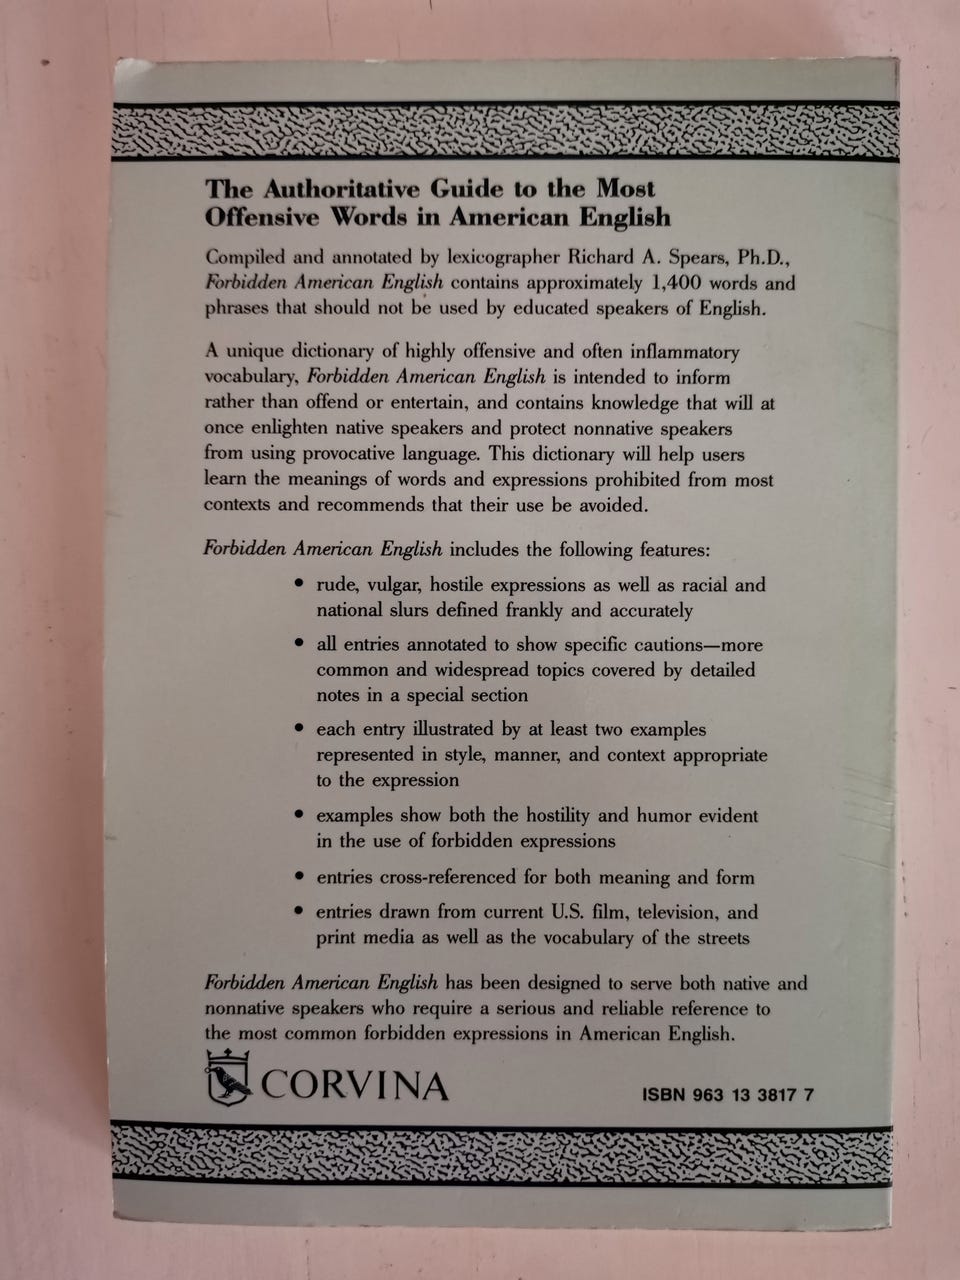 The Authoritative Guide to the Most
Offensive Words in American English
Compiled and annotated by lexicographer Richard A. Spears, Ph.D.,
Forbidden American English contains approximately 1,400 words and
phrases that should not be used by educated speakers of English.
A unique dictionary of highly offensive and often inflammatory
vocabulary, Forbidden American English is intended to inform
rather than offend or entertain, and contains knowledge that will at
once enlighten native speakers and protect nonnative speakers
from using provocative language. This dictionary will help users
learn the meanings of words and expressions prohibited from most
contexts and recommends that their use be avoided.
Forbidden American English includes the following features:
• rude, vulgar, hostile expressions as well as racial and
national slurs defined frankly and accurately
• all entries annotated to show specific cautions—more
common and widespread topics covered by detailed
notes in a special section
• each entry illustrated by at least two examples
represented in style, manner, and context appropriate
to the expression
• examples show both the hostility and humor evident
in the use of forbidden expressions
• entries cross-referenced for both meaning and form
• entries drawn from current U.S. film, television, and
print media as well as the vocabulary of the streets
Forbidden American English has been designed to serve both native and
nonnative speakers who require a serious and reliable reference to
the most common forbidden expressions in American English.
CORVINA
ISBN 963 13 3817 7